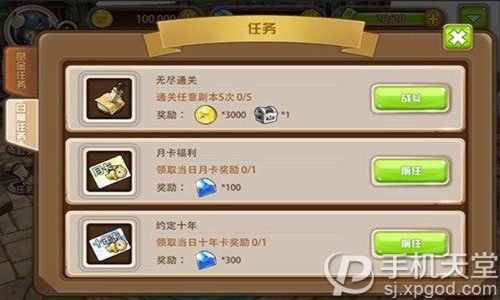 100,000
20/20
任务
赏金任务
日常任务
无尽通关
通关任意副本5次 0/5
奖励： *3000 *1
战斗
月卡福利
领取当日月卡奖励 0/1
奖励： *100
前往
约定十年
领取当日十年卡奖励 0/1
奖励： *300
前往
手机天堂
sj.xpgod.com